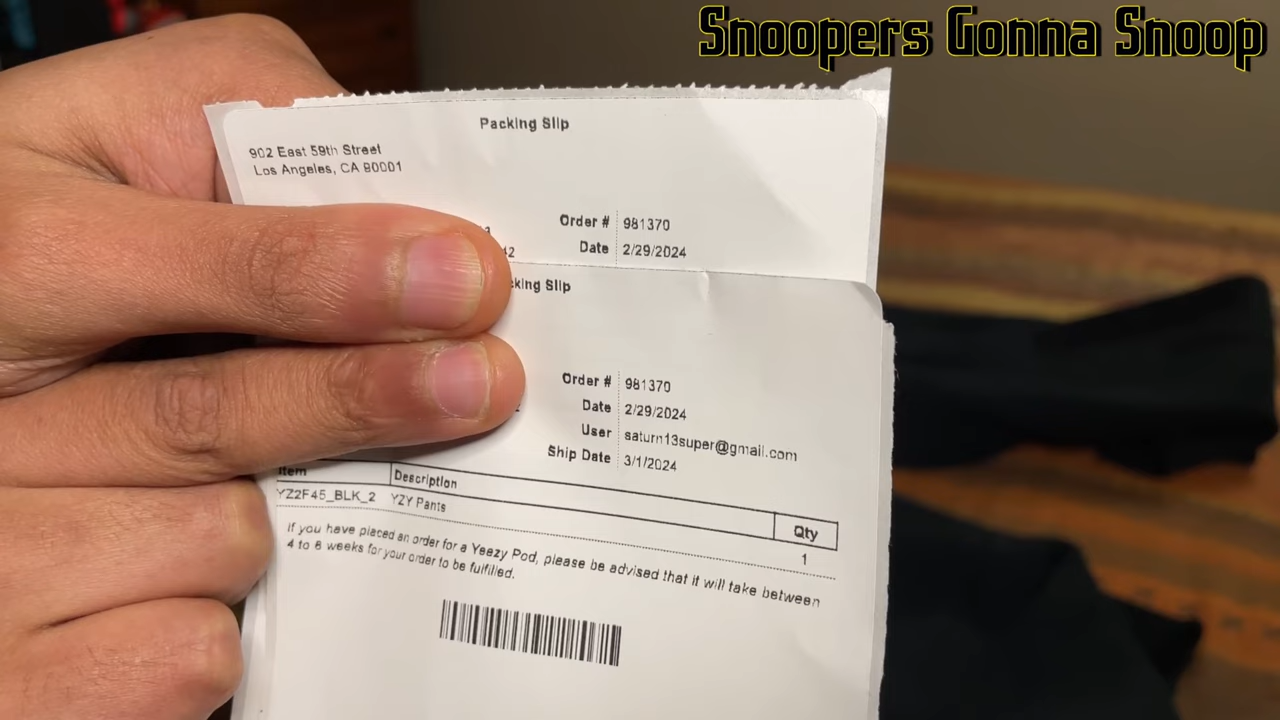 Snoopers Gonna Snoop
Packing Slip
902 East 59th Street
Los Angeles, CA 90001
Order # 981370
Date 2/29/2024
cking Slip
Order # 981370
Date 2/29/2024
User saturn13super@gmail.com
Ship Date 3/1/2024
Item Description Qty
YZ2F45_BLK_2 YZY Pants 1
If you have placed an order for a Yeezy Pod, please be advised that it will take between
4 to 6 weeks for your order to be fulfilled.